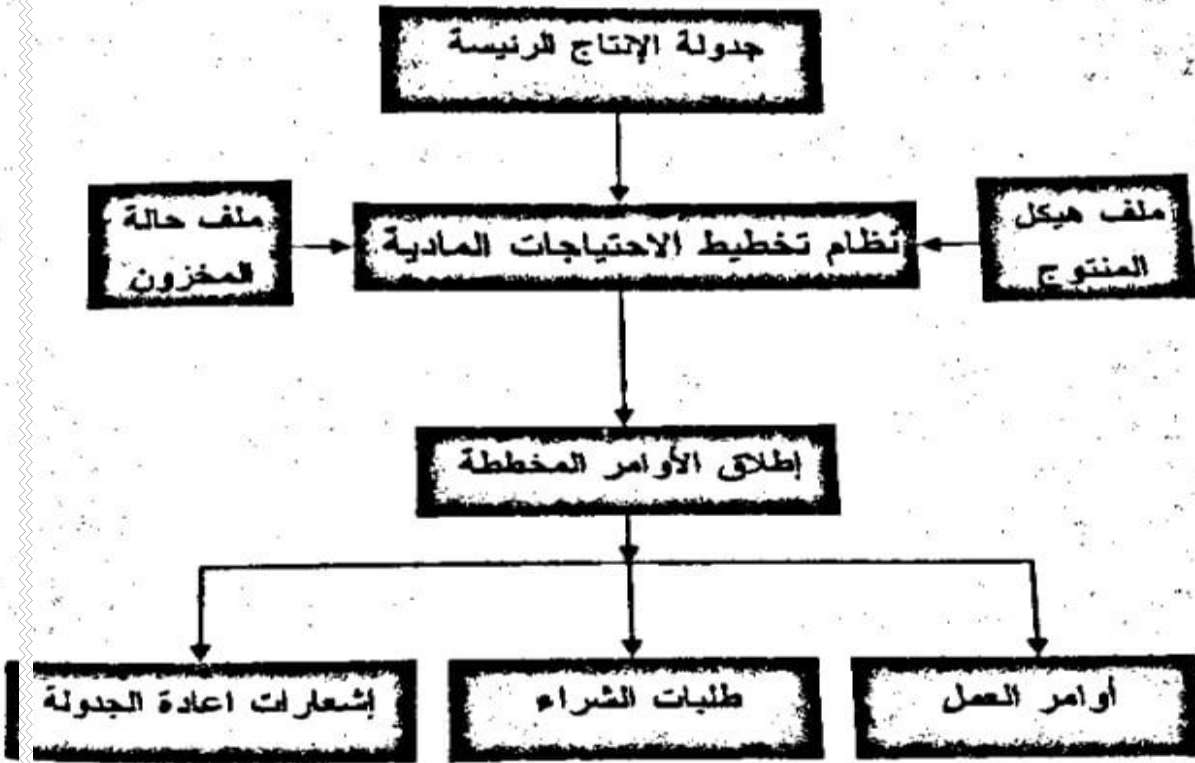 جدولة الإنتاج الرئيسة
ملف هيكل
المنتوج
نظام تخطيط الاحتياجات المادية
ملف حالة
المخزون
إطلاق الأوامر المخططة
أوامر العمل
طلبات الشراء
إشعارات اعادة الجدولة